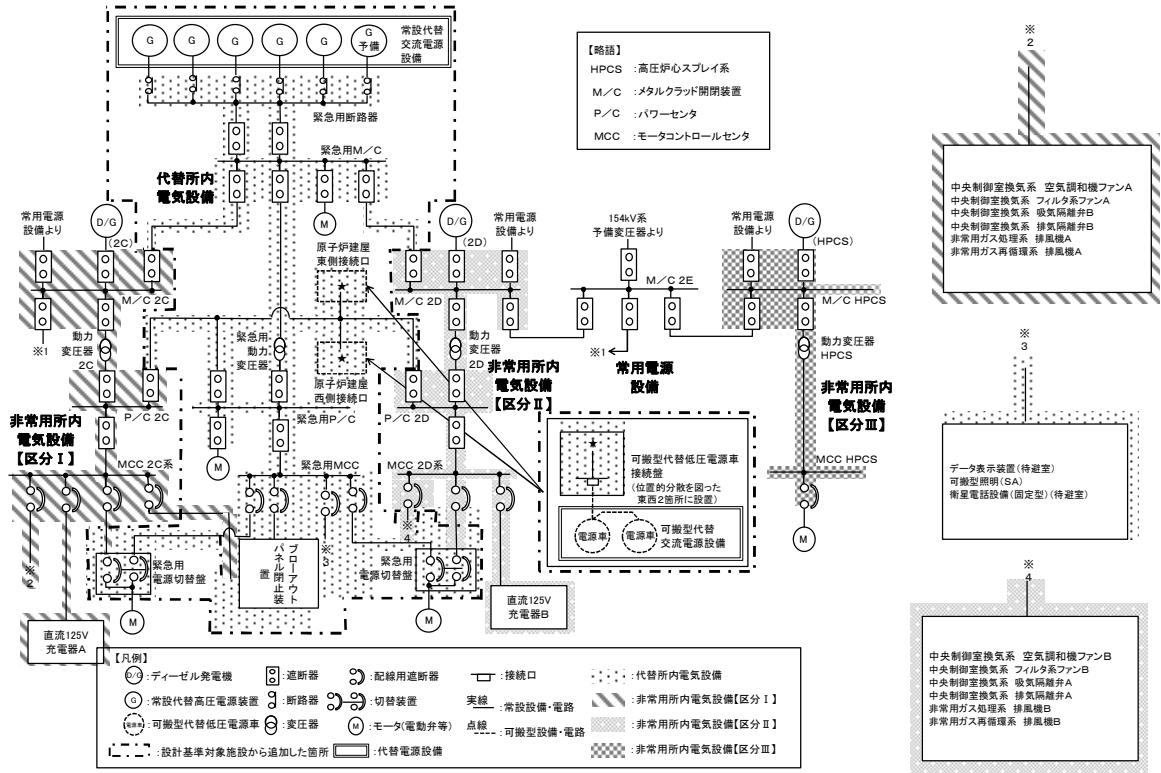 G
G
G
G
G
G
予備
常設代替
交流電源
設備
緊急用断路器
緊急用M/C
代替所内
電気設備
【略語】
HPCS :高圧炉心スプレイ系
M/C :メタルクラッド開閉装置
P/C :パワーセンタ
MCC :モータコントロールセンタ
常用電源
設備より
D/G
(2C)
M
原子炉建屋
東側接続口
D/G
(2D)
常用電源
設備より
154kV系
予備変圧器より
常用電源
設備より
D/G
(HPCS)
M/C 2C
M/C 2D
M/C 2E
M/C HPCS
※1
動力
変圧器
2C
緊急用
動力
変圧器
原子炉建屋
西側接続口
動力
変圧器
2D
非常用所内
電気設備
【区分Ⅱ】
※1
常用電源
設備
動力変圧器
HPCS
非常用所内
電気設備
【区分Ⅲ】
P/C 2C
緊急用P/C
P/C 2D
非常用所内
電気設備
【区分Ⅰ】
M
MCC 2C系
緊急用MCC
MCC 2D系
MCC HPCS
M
可搬型代替低圧電源車
接続盤
(位置的分散を図った
東西2箇所に設置)
電源車
電源車
可搬型代替
交流電源設備
※2
緊急用
電源切替盤
M
ブローアウト
パネル閉止装
置
※3
※4
緊急用
電源切替盤
M
直流125V
充電器A
直流125V
充電器B
※
2
中央制御室換気系 空気調和機ファンA
中央制御室換気系 フィルタ系ファンA
中央制御室換気系 吸気隔離弁B
中央制御室換気系 排気隔離弁B
非常用ガス処理系 排風機A
非常用ガス再循環系 排風機A
※
3
データ表示装置(待避室)
可搬型照明(SA)
衛星電話設備(固定型)(待避室)
※
4
中央制御室換気系 空気調和機ファンB
中央制御室換気系 フィルタ系ファンB
中央制御室換気系 吸気隔離弁A
中央制御室換気系 排気隔離弁A
非常用ガス処理系 排風機B
非常用ガス再循環系 排風機B
【凡例】
D/G :ディーゼル発電機
:遮断器
:配線用遮断器
:接続口
:代替所内電気設備
G :常設代替高圧電源装置
:断路器
:切替装置
実線 :常設設備・電路
:非常用所内電気設備【区分Ⅰ】
電源車 :可搬型代替低圧電源車
:変圧器
M :モータ(電動弁等)
点線 :可搬型設備・電路
:非常用所内電気設備【区分Ⅱ】
:設計基準対象施設から追加した箇所
:代替電源設備
:非常用所内電気設備【区分Ⅲ】